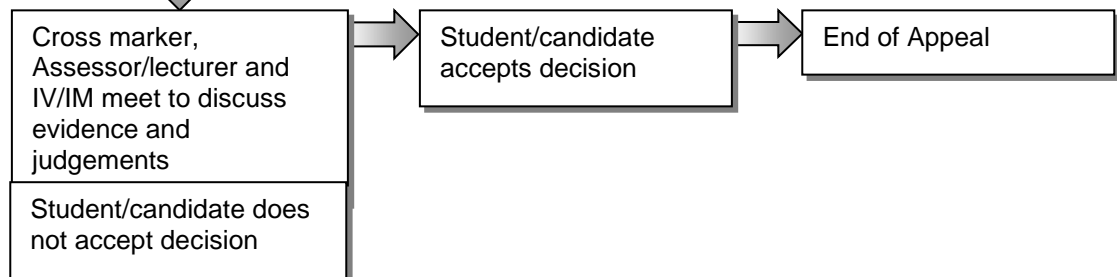 Cross marker,
Assessor/lecturer and
IV/IM meet to discuss
evidence and
judgements
Student/candidate does
not accept decision
Student/candidate
accepts decision
End of Appeal